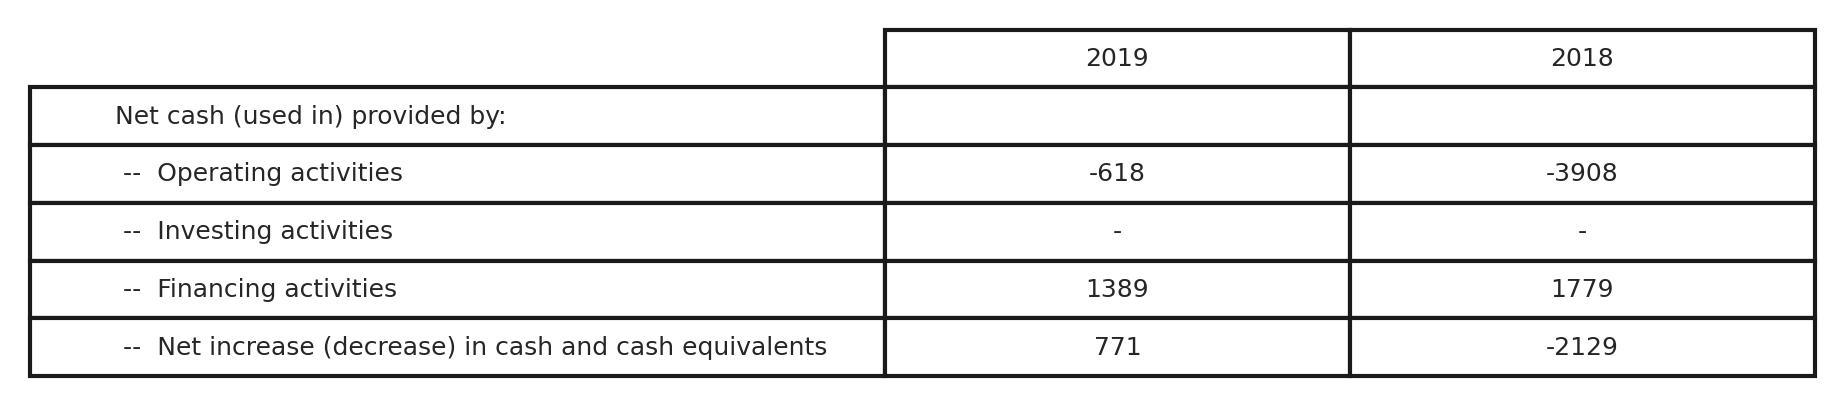 2019 2018
Net cash (used in) provided by:
-- Operating activities -618 -3908
-- Investing activities - -
-- Financing activities 1389 1779
-- Net increase (decrease) in cash and cash equivalents 771 -2129